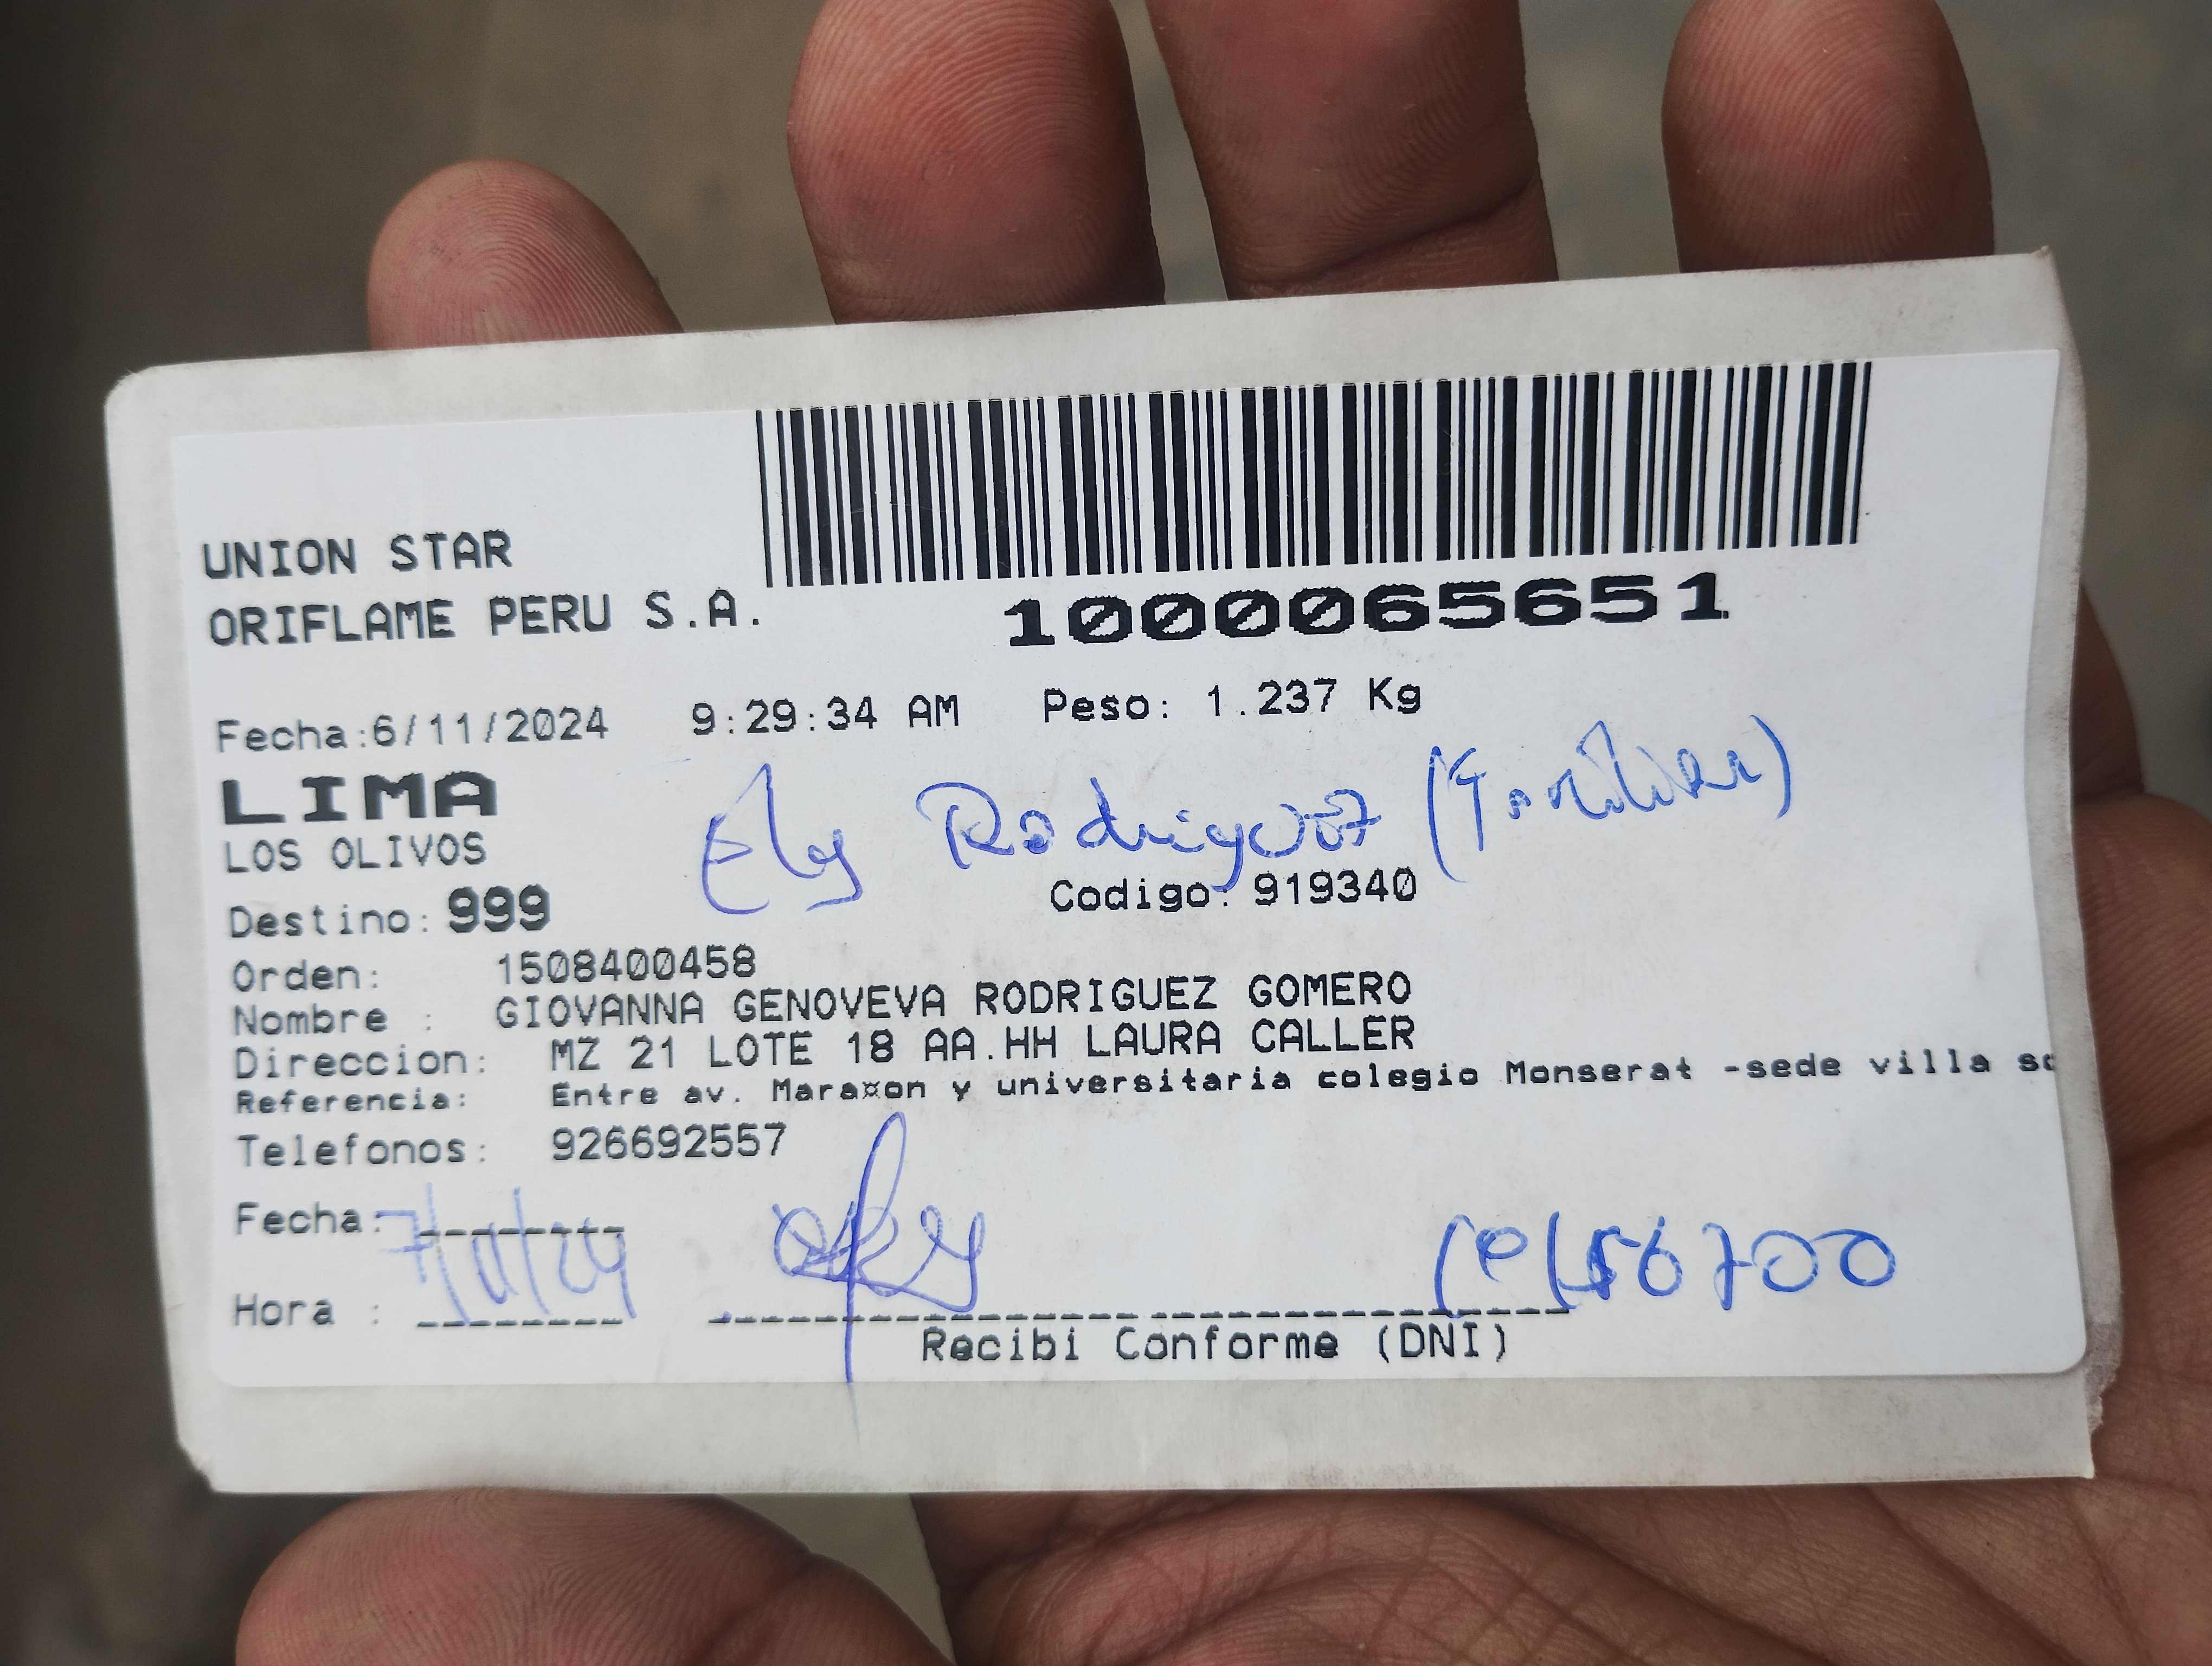 UNION STAR
ORIFLAME PERU S.A.
1000065651
Fecha:6/11/2024 9:29:34 AM Peso: 1.237 Kg
LIMA
Ely Rodriguez (Familiar)
LOS OLIVOS
Codigo: 919340
Destino: 999
Orden: 1508400458
Nombre : GIOVANNA GENOVEVA RODRIGUEZ GOMERO
Direccion: MZ 21 LOTE 18 AA.HH LAURA CALLER
Referencia: Entre av. Mara¤on y universitaria colegio Monserat -sede villa so
Telefonos: 926692557
Fecha: 7/11/24
Hora :
Recibi Conforme (DNI)